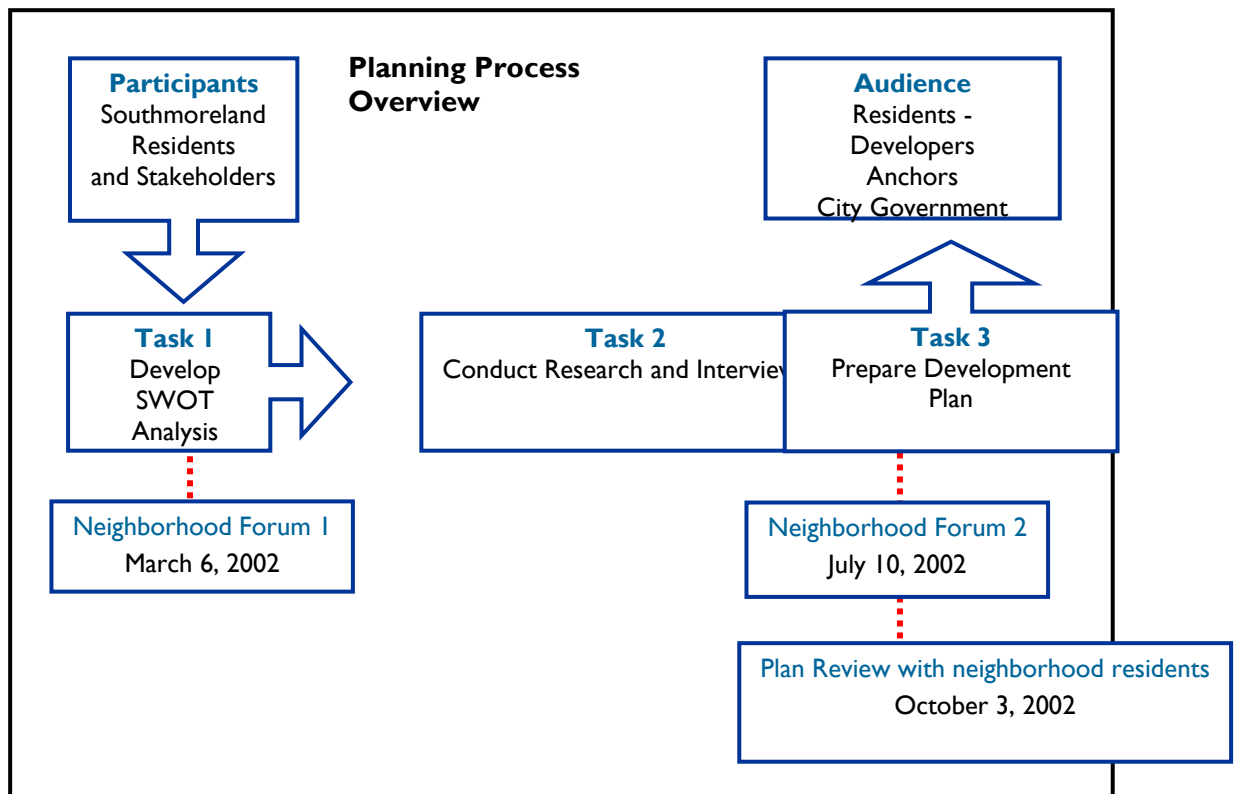 Planning Process
Overview
Participants
Southmoreland
Residents
and Stakeholders
Audience
Residents -
Developers
Anchors
City Government
Task 1
Develop
SWOT
Analysis
Task 2
Conduct Research and Interview
Task 3
Prepare Development
Plan
Neighborhood Forum 1
March 6, 2002
Neighborhood Forum 2
July 10, 2002
Plan Review with neighborhood residents
October 3, 2002